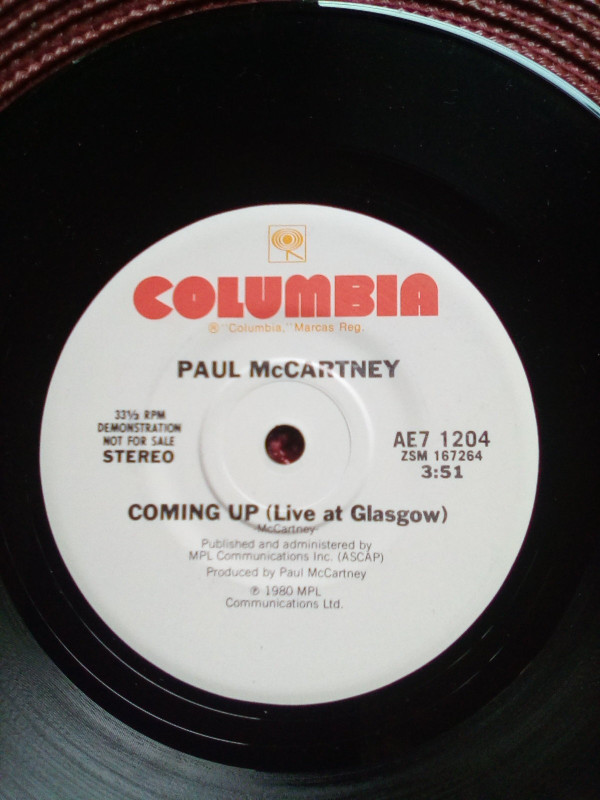 COLUMBIA
® "Columbia," Marcas Reg.
PAUL McCARTNEY
33⅓ RPM
DEMONSTRATION
NOT FOR SALE
STEREO
AE7 1204
ZSM 167264
3:51
COMING UP (Live at Glasgow)
-McCartney-
Published and administered by
MPL Communications Inc. (ASCAP)
Produced by Paul McCartney
℗ 1980 MPL
Communications Ltd.